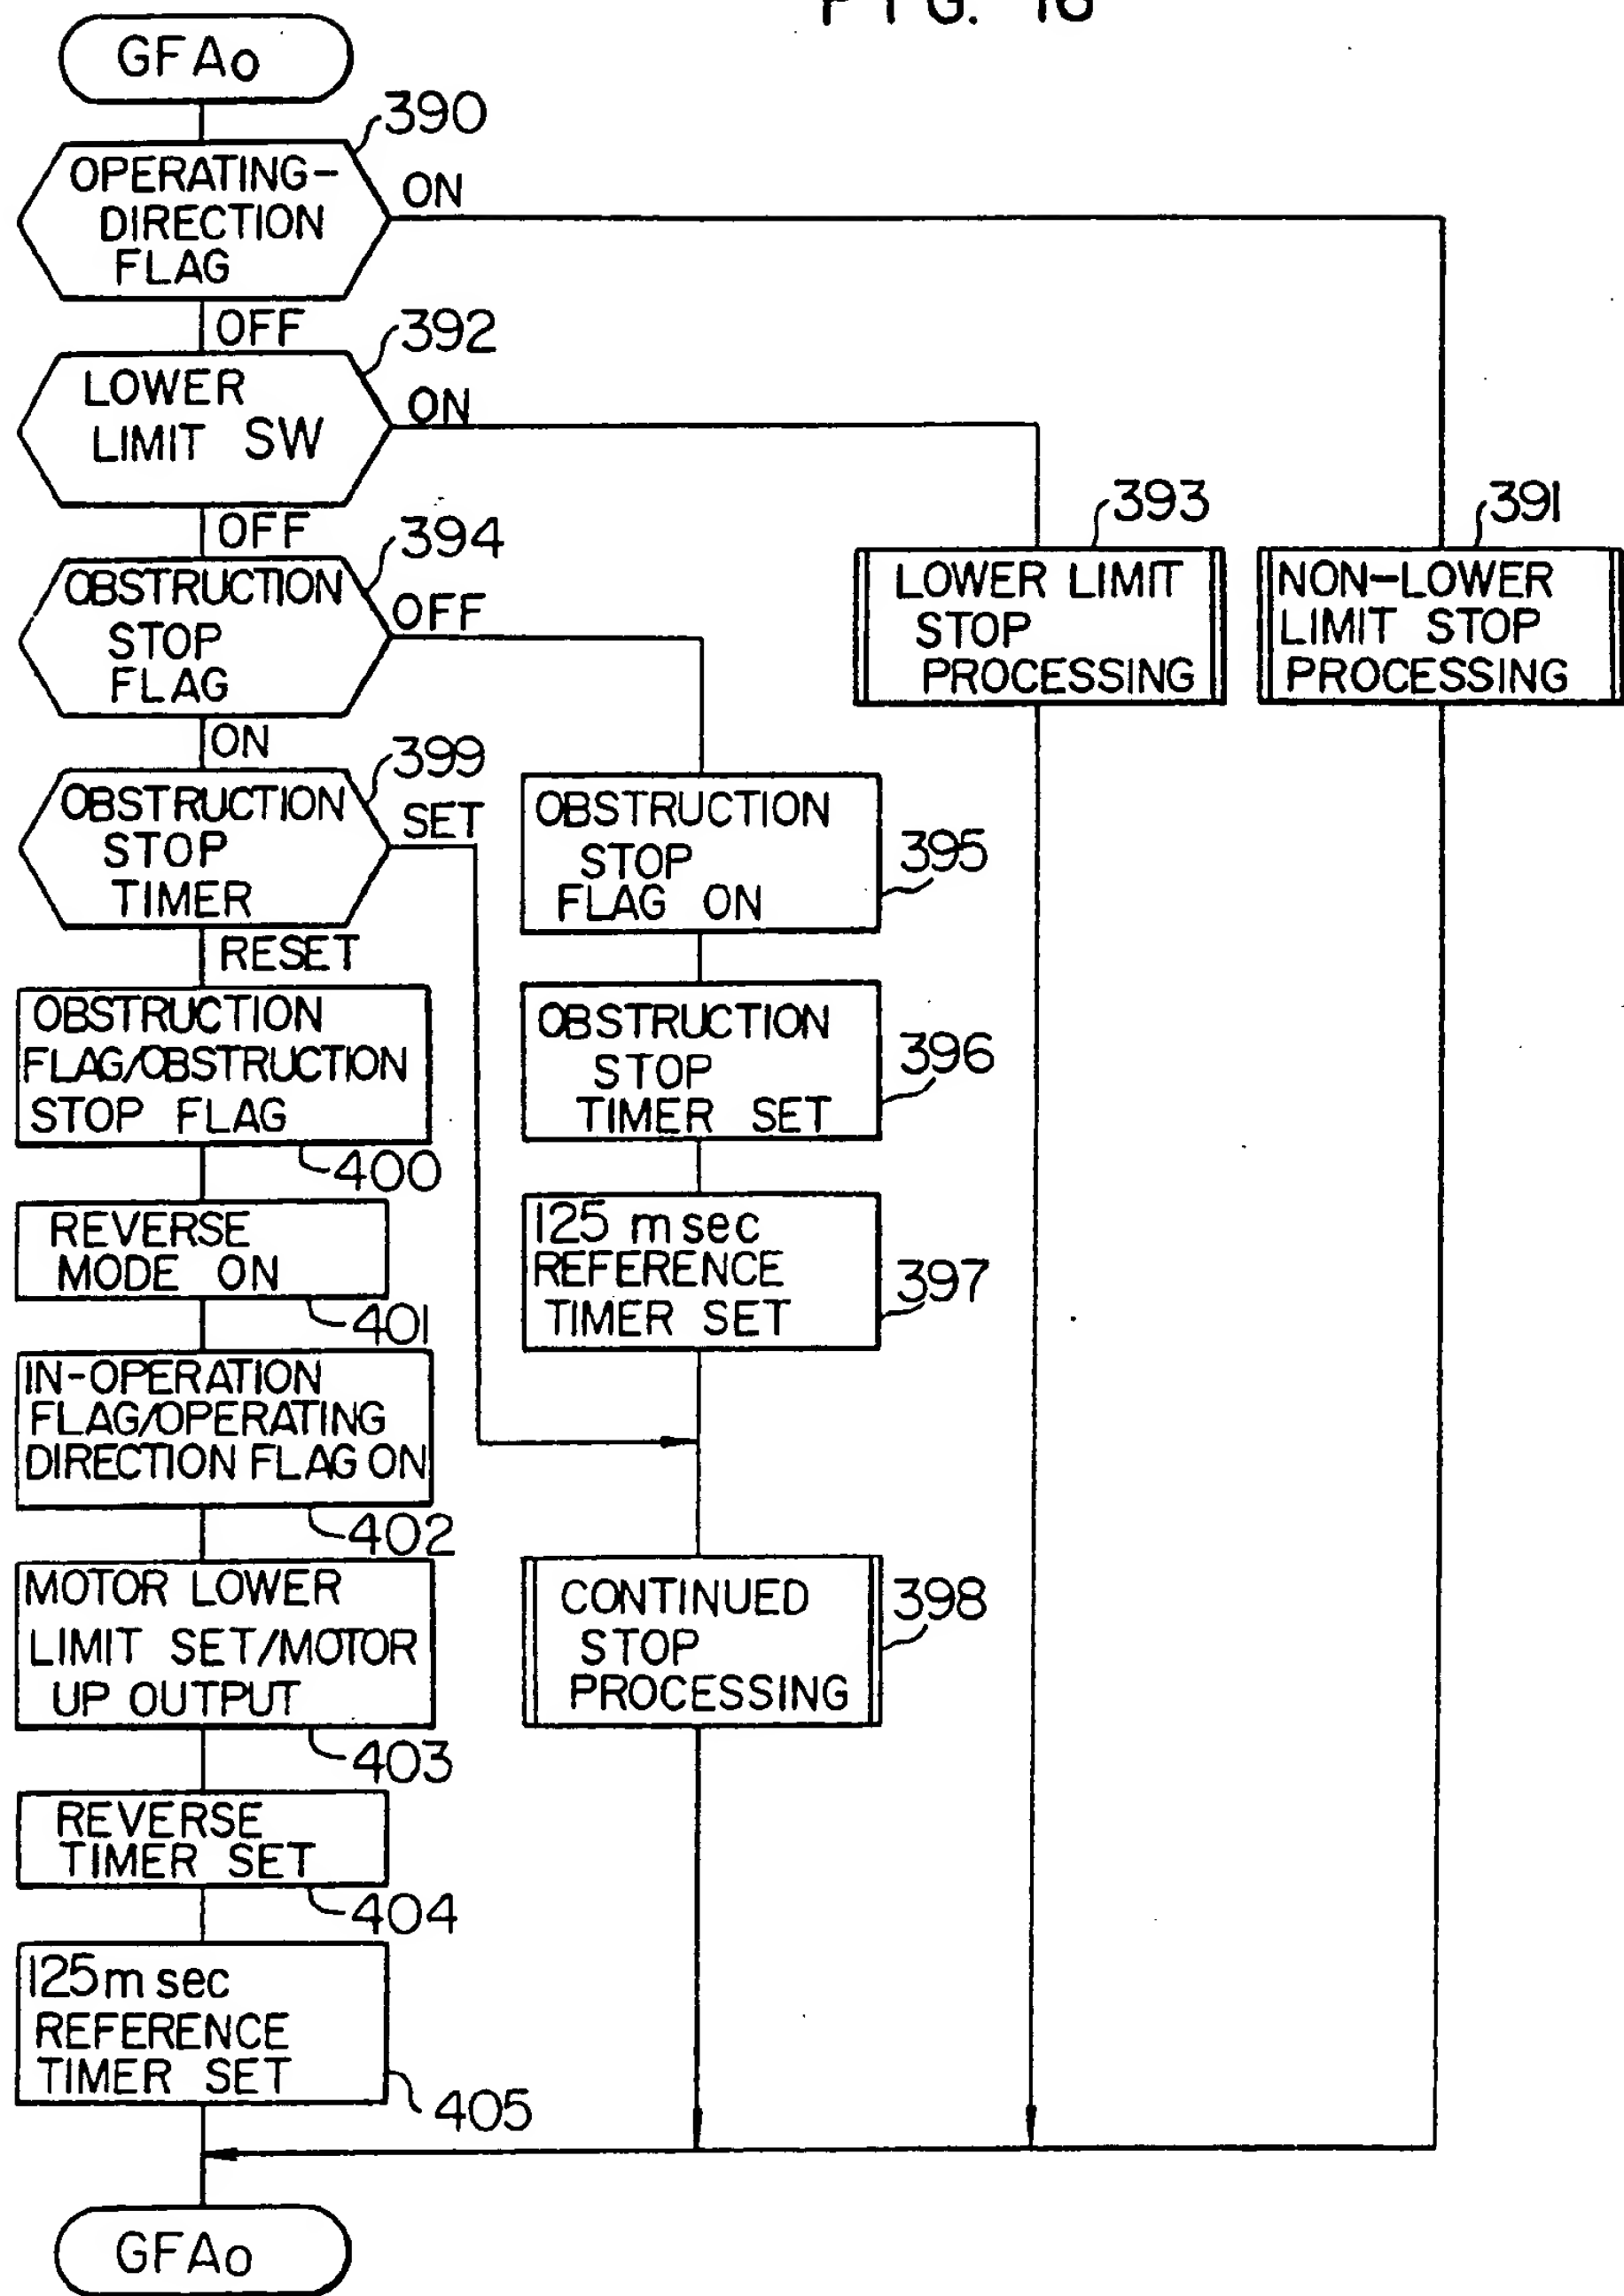 FIG. 18
GFAo
390
OPERATING-
DIRECTION
FLAG
ON
OFF
392
LOWER
LIMIT SW
ON
OFF
394
OBSTRUCTION
STOP
FLAG
OFF
ON
393
LOWER LIMIT
STOP
PROCESSING
391
NON-LOWER
LIMIT STOP
PROCESSING
399
OBSTRUCTION
STOP
TIMER
SET
RESET
OBSTRUCTION
STOP
FLAG ON
395
OBSTRUCTION
STOP
TIMER SET
396
125 msec
REFERENCE
TIMER SET
397
CONTINUED
STOP
PROCESSING
398
OBSTRUCTION
FLAG/OBSTRUCTION
STOP FLAG
400
REVERSE
MODE ON
401
IN-OPERATION
FLAG/OPERATING
DIRECTION FLAG ON
402
MOTOR LOWER
LIMIT SET/MOTOR
UP OUTPUT
403
REVERSE
TIMER SET
404
125 msec
REFERENCE
TIMER SET
405
GFAo